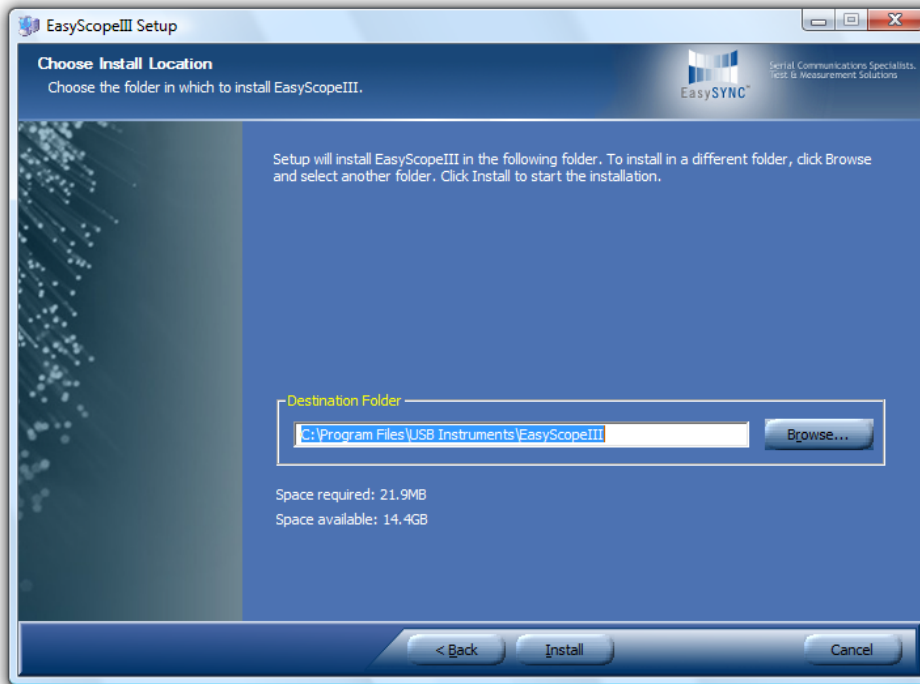 EasyScopeIII Setup
Choose Install Location
Choose the folder in which to install EasyScopeIII.
EasySYNC™
Serial Communications Specialists.
Test & Measurement Solutions
Setup will install EasyScopeIII in the following folder. To install in a different folder, click Browse
and select another folder. Click Install to start the installation.
Destination Folder
C:\Program Files\USB Instruments\EasyScopeIII
Browse...
Space required: 21.9MB
Space available: 14.4GB
< Back
Install
Cancel